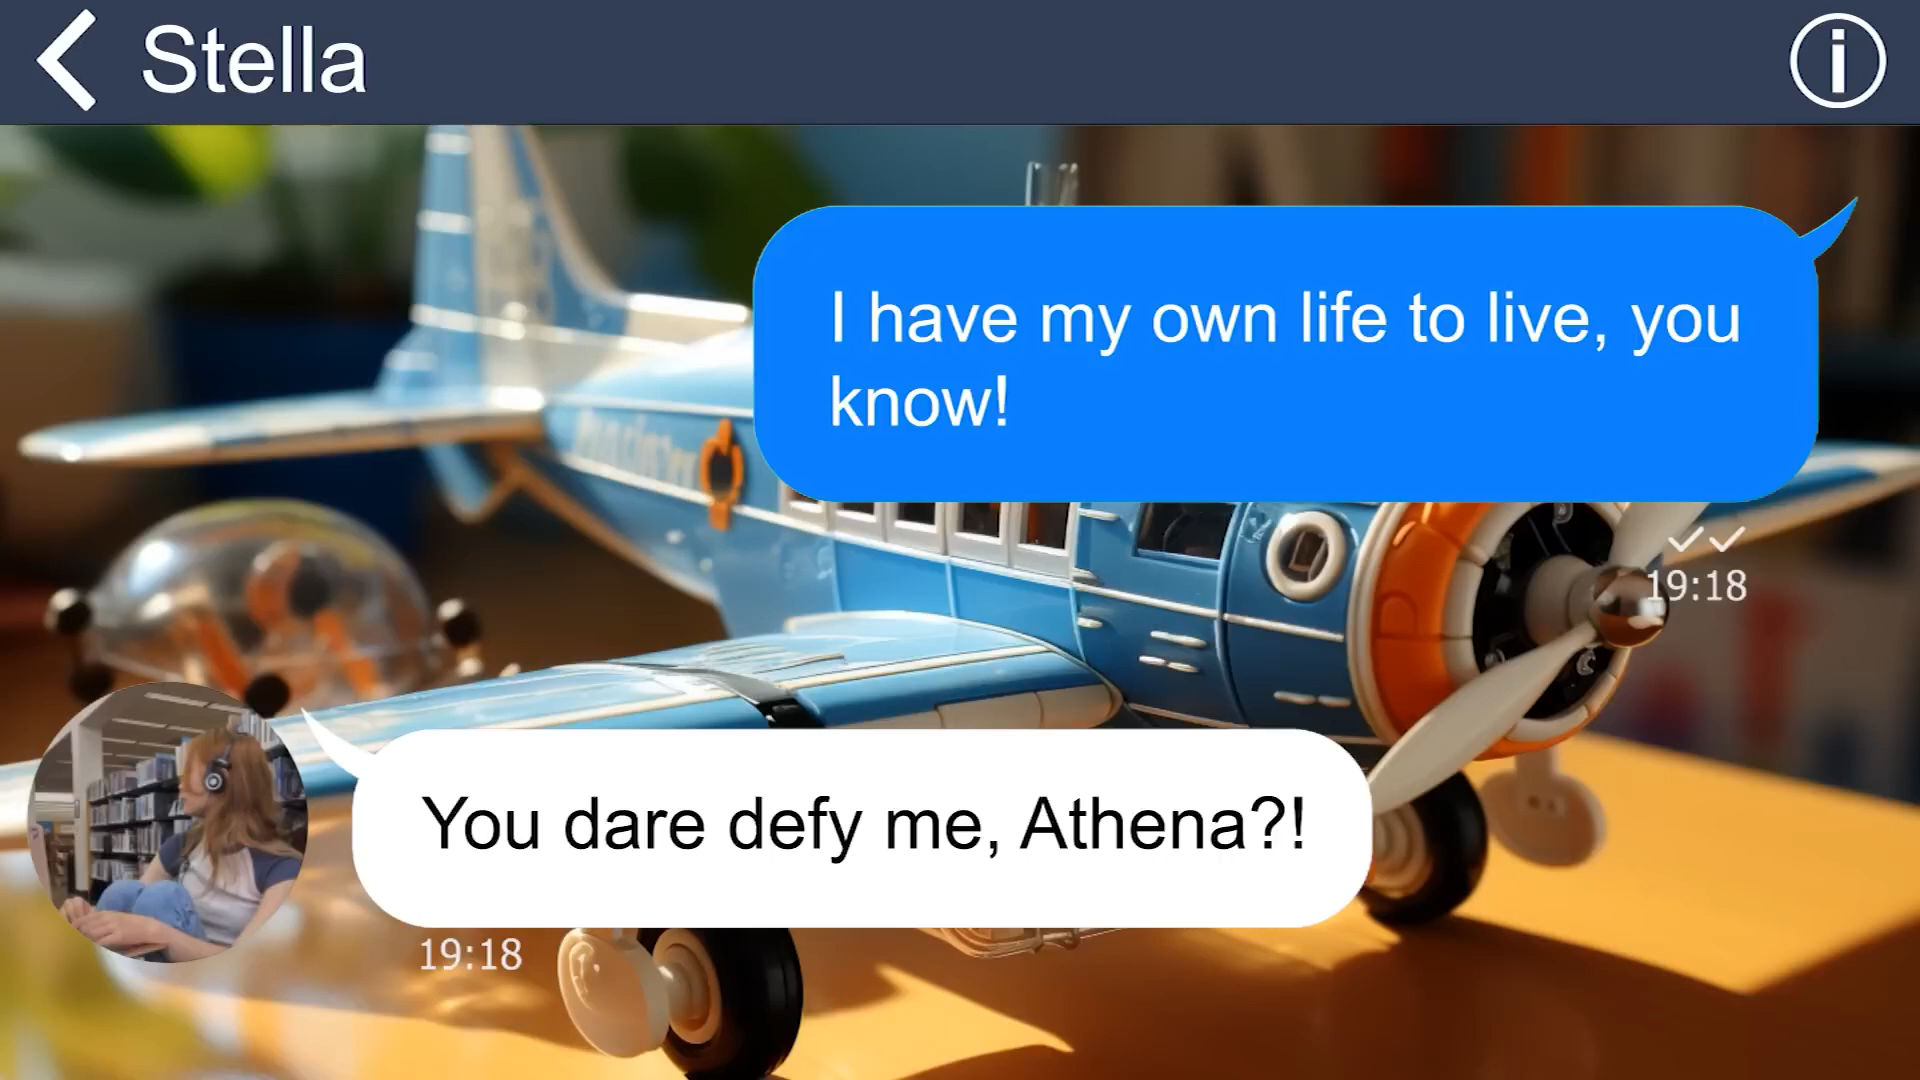 Stella
I have my own life to live, you
know!
19:18
You dare defy me, Athena?!
19:18